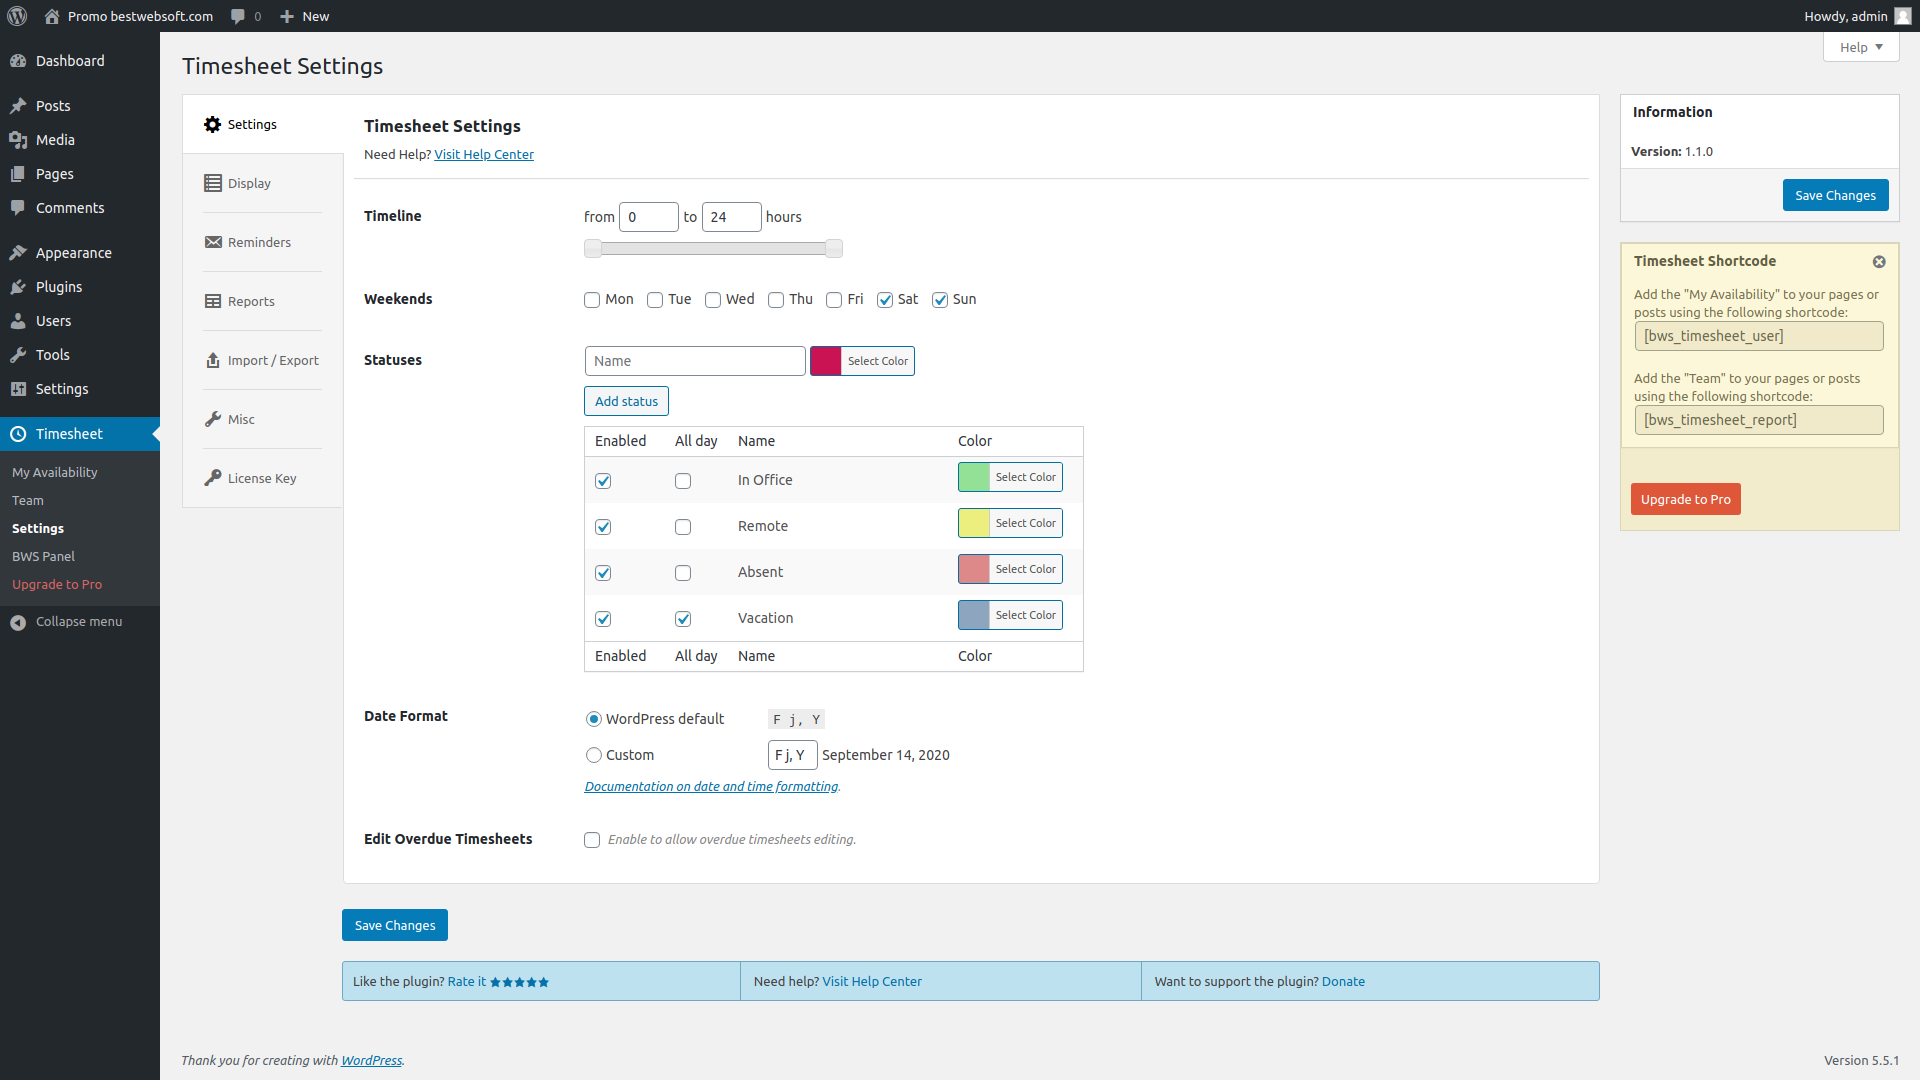 Promo bestwebsoft.com 0 New Howdy, admin
Help
Dashboard
Posts
Media
Pages
Comments
Appearance
Plugins
Users
Tools
Settings
Timesheet
My Availability
Team
Settings
BWS Panel
Upgrade to Pro
Collapse menu
Timesheet Settings
Settings
Display
Reminders
Reports
Import / Export
Misc
License Key
Timesheet Settings
Need Help? Visit Help Center
Timeline from 0 to 24 hours
Weekends Mon Tue Wed Thu Fri Sat Sun
Statuses Name Select Color
Add status
Enabled All day Name Color
In Office Select Color
Remote Select Color
Absent Select Color
Vacation Select Color
Enabled All day Name Color
Date Format WordPress default F j, Y
Custom F j, Y September 14, 2020
Documentation on date and time formatting.
Edit Overdue Timesheets Enable to allow overdue timesheets editing.
Save Changes
Like the plugin? Rate it Need help? Visit Help Center Want to support the plugin? Donate
Information
Version: 1.1.0
Save Changes
Timesheet Shortcode
Add the "My Availability" to your pages or
posts using the following shortcode:
[bws_timesheet_user]
Add the "Team" to your pages or posts
using the following shortcode:
[bws_timesheet_report]
Upgrade to Pro
Thank you for creating with WordPress. Version 5.5.1